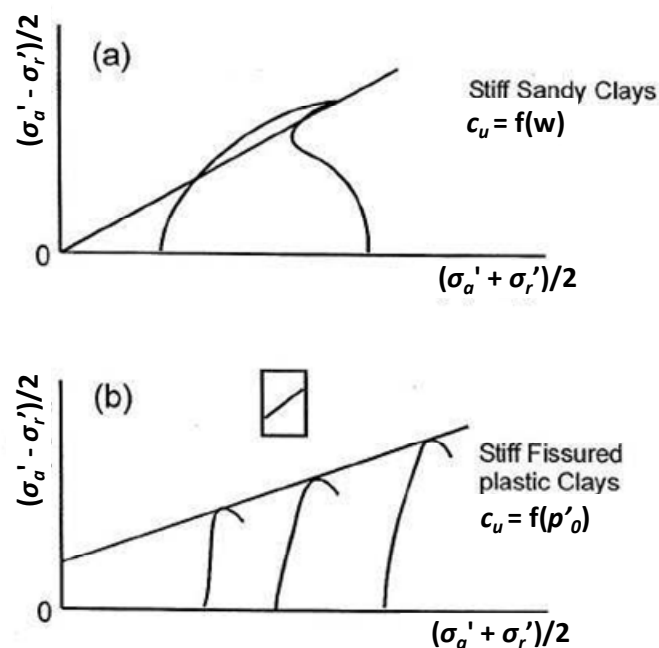 (σₐ' - σᵣ')/2
(a)
Stiff Sandy Clays
cᵤ = f(w)
0
(σₐ' + σᵣ')/2
(σₐ' - σᵣ')/2
(b)
Stiff Fissured
plastic Clays
cᵤ = f(p'₀)
0
(σₐ' + σᵣ')/2